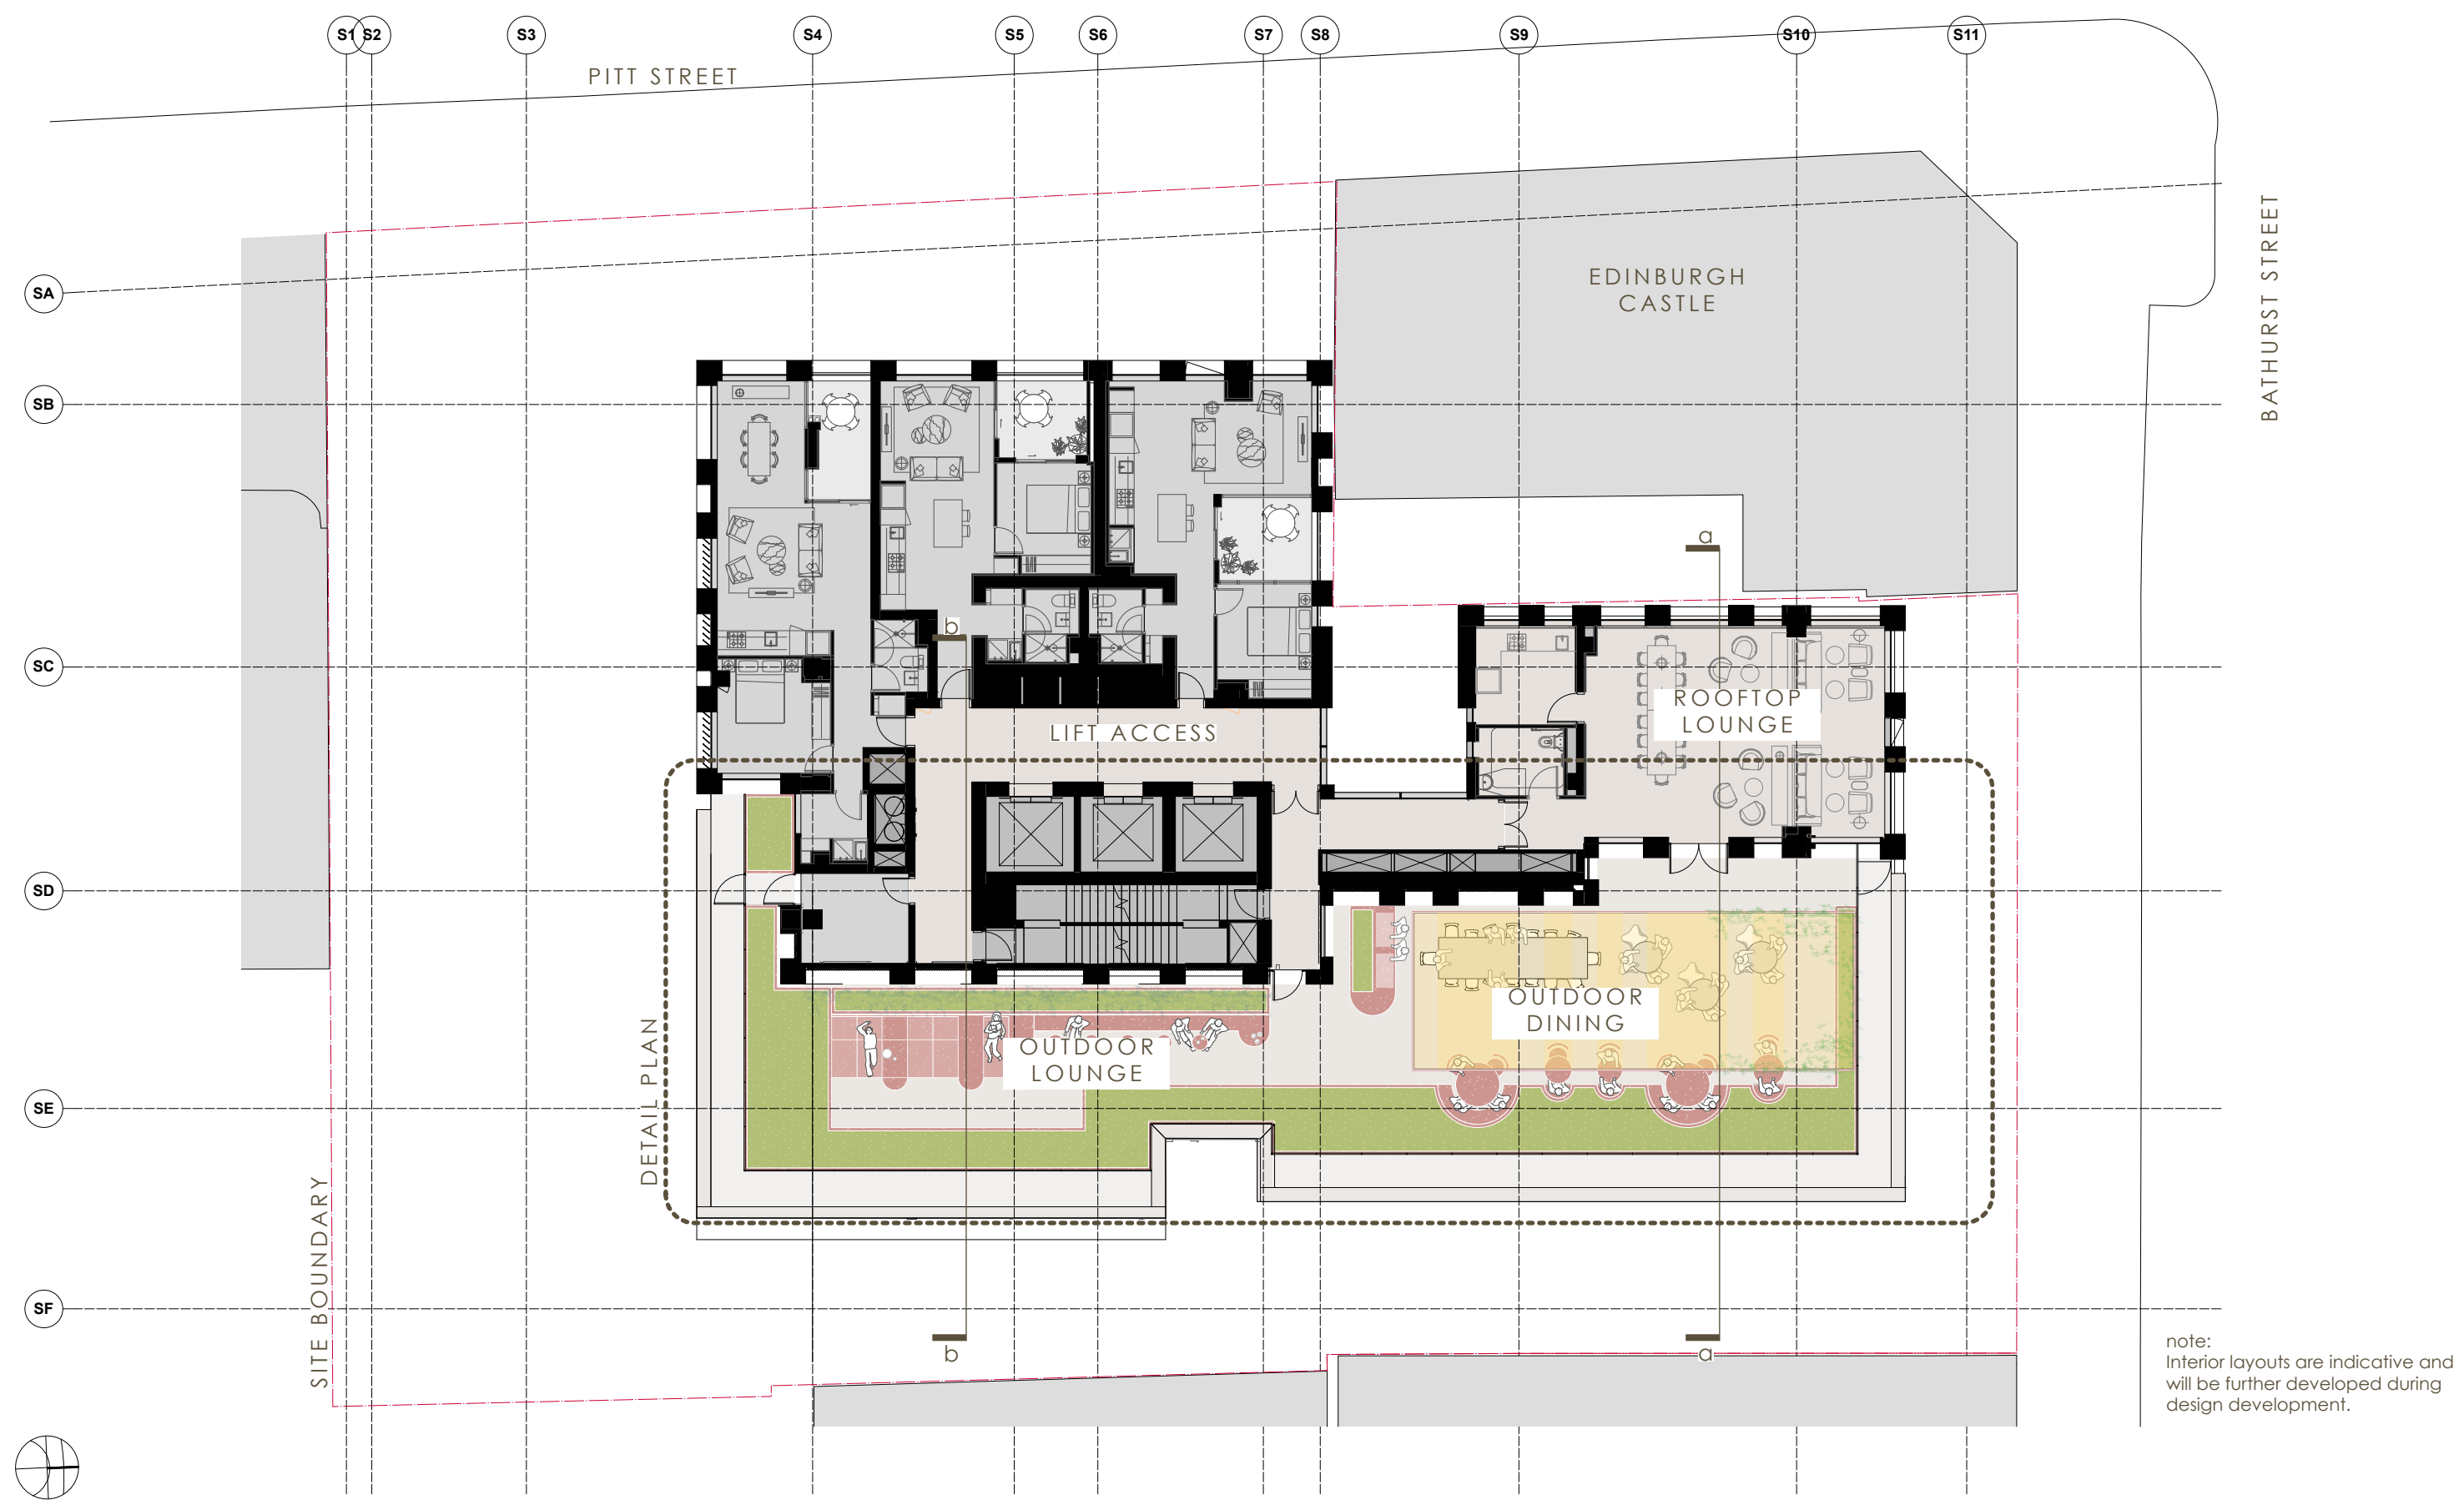 S1
S2
S3
S4
S5
S6
S7
S8
S9
S10
S11
PITT STREET
BATHURST STREET
SA
EDINBURGH
CASTLE
SB
a
b
SC
ROOFTOP
LOUNGE
LIFT ACCESS
SD
OUTDOOR
DINING
OUTDOOR
LOUNGE
DETAIL PLAN
SE
SITE BOUNDARY
SF
b
a
note:
Interior layouts are indicative and
will be further developed during
design development.